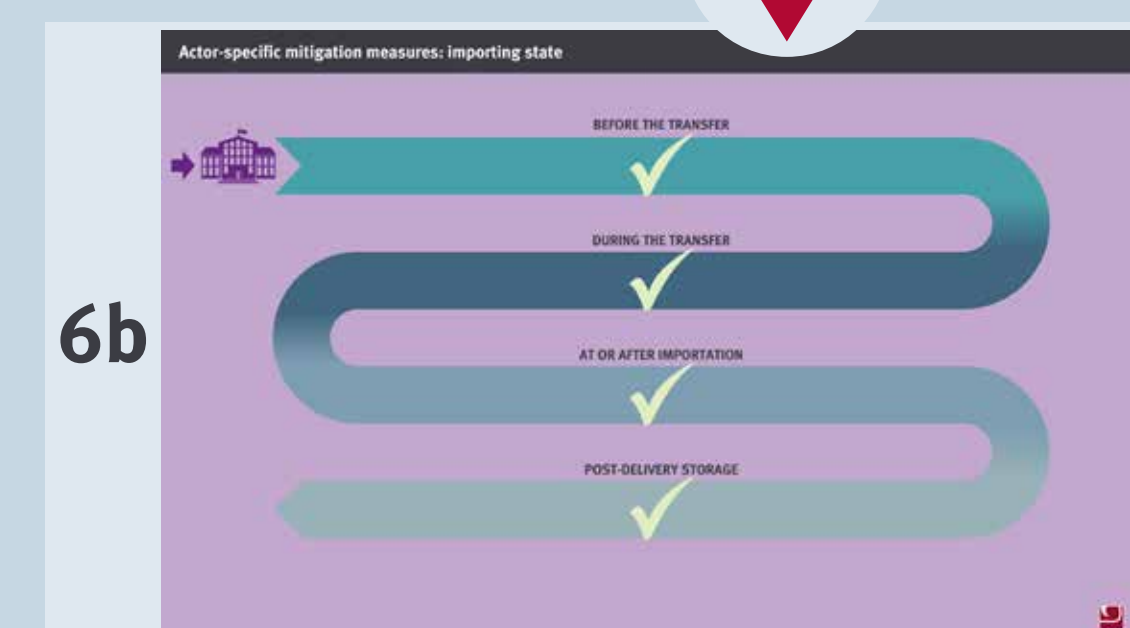 Actor-specific mitigation measures: importing state
BEFORE THE TRANSFER
DURING THE TRANSFER
6b
AT OR AFTER IMPORTATION
POST-DELIVERY STORAGE